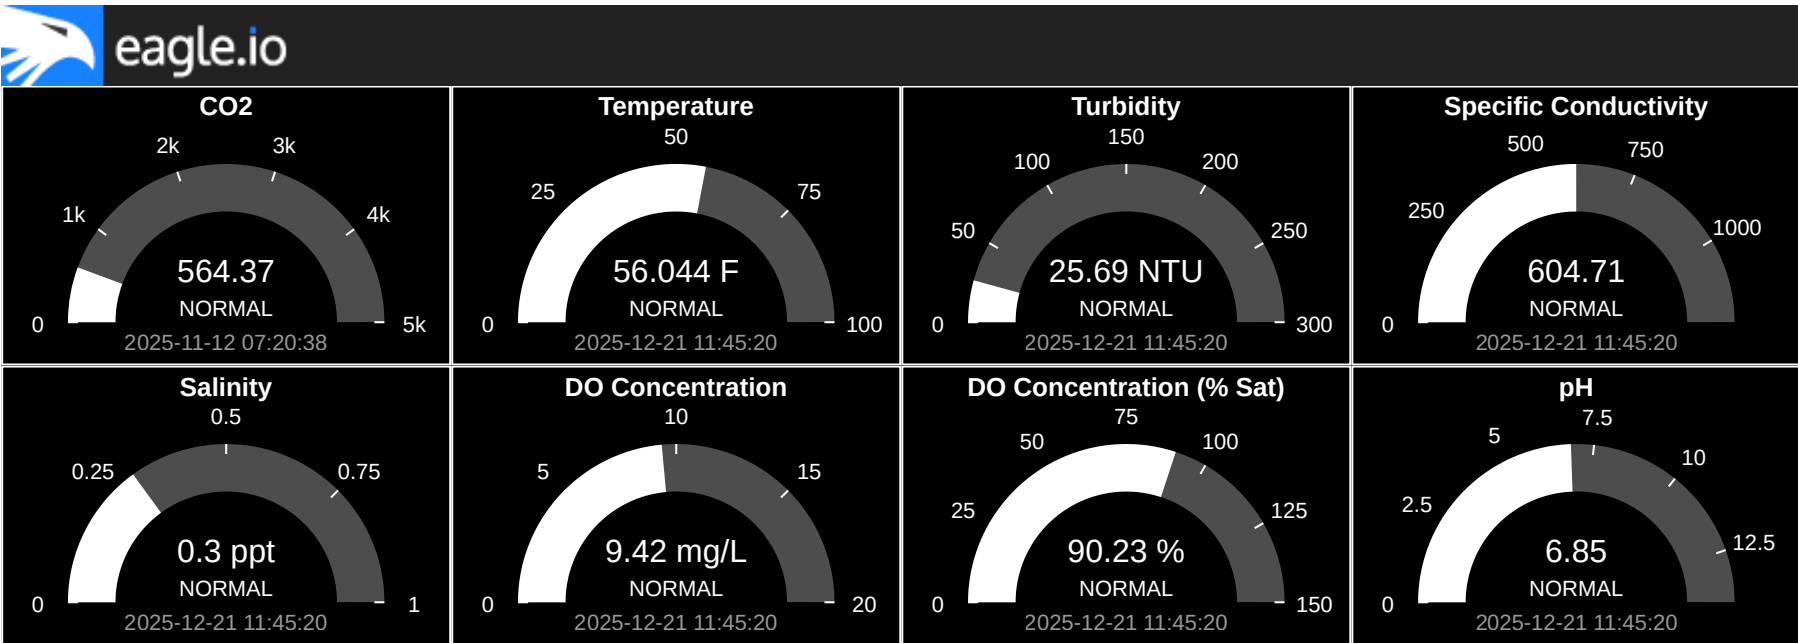 eagle.io
CO2
2k 3k
1k 4k
564.37
NORMAL
0 5k
2025-11-12 07:20:38
Temperature
50
25 75
56.044 F
NORMAL
0 100
2025-12-21 11:45:20
Turbidity
150
100 200
50 250
25.69 NTU
NORMAL
0 300
2025-12-21 11:45:20
Specific Conductivity
500 750
250 1000
604.71
NORMAL
0
2025-12-21 11:45:20
Salinity
0.5
0.25 0.75
0.3 ppt
NORMAL
0 1
2025-12-21 11:45:20
DO Concentration
10
5 15
9.42 mg/L
NORMAL
0 20
2025-12-21 11:45:20
DO Concentration (% Sat)
75
50 100
25 125
90.23 %
NORMAL
0 150
2025-12-21 11:45:20
pH
7.5
5 10
2.5 12.5
6.85
NORMAL
0
2025-12-21 11:45:20